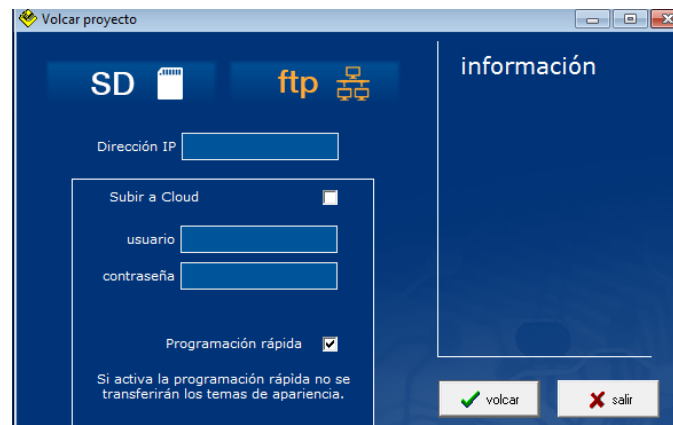 Volcar proyecto
SD
ftp
información
Dirección IP
Subir a Cloud
usuario
contraseña
Programación rápida
Si activa la programación rápida no se
transferirán los temas de apariencia.
volcar
salir